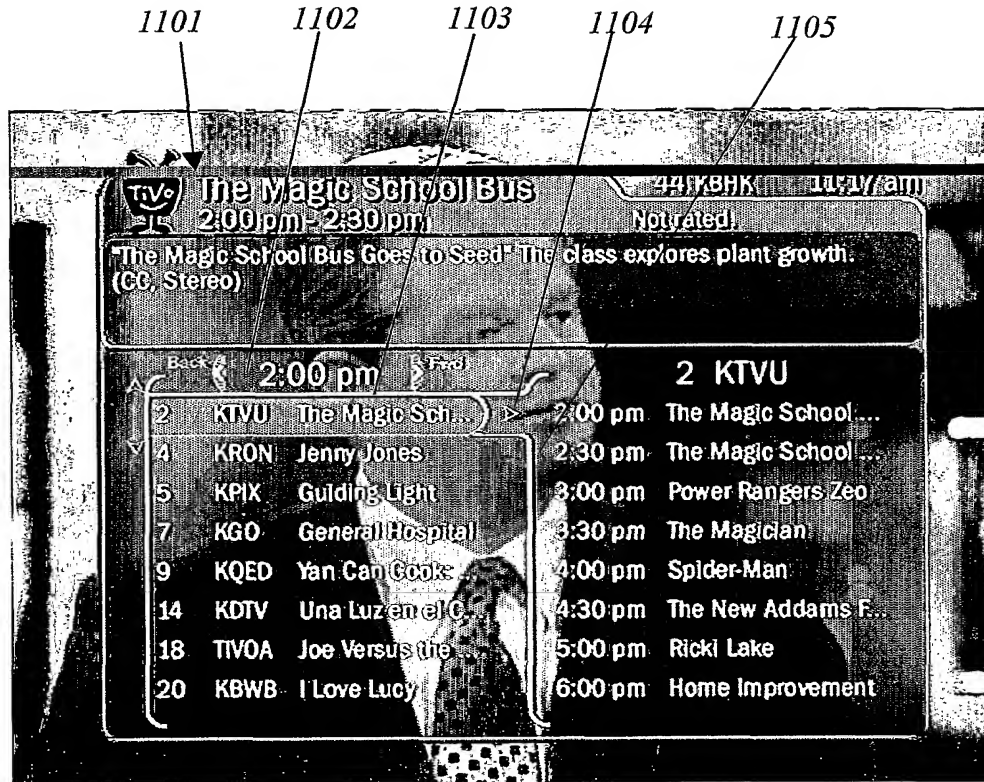 1101 1102 1103 1104 1105
TiVo The Magic School Bus 44 KBHK 11:17 am
2:00 pm - 2:30 pm Not rated
"The Magic School Bus Goes to Seed" The class explores plant growth.
(CC, Stereo)
Back 2:00 pm Fwd 2 KTVU
2 KTVU The Magic Sch... 2:00 pm The Magic School ...
4 KRON Jenny Jones 2:30 pm The Magic School ...
5 KPIX Guiding Light 3:00 pm Power Rangers Zeo
7 KGO General Hospital 3:30 pm The Magician
9 KQED Yan Can Cook: ... 4:00 pm Spider-Man
14 KDTV Una Luz en el C... 4:30 pm The New Addams F...
18 TIVOA Joe Versus the ... 5:00 pm Ricki Lake
20 KBWB I Love Lucy 6:00 pm Home Improvement